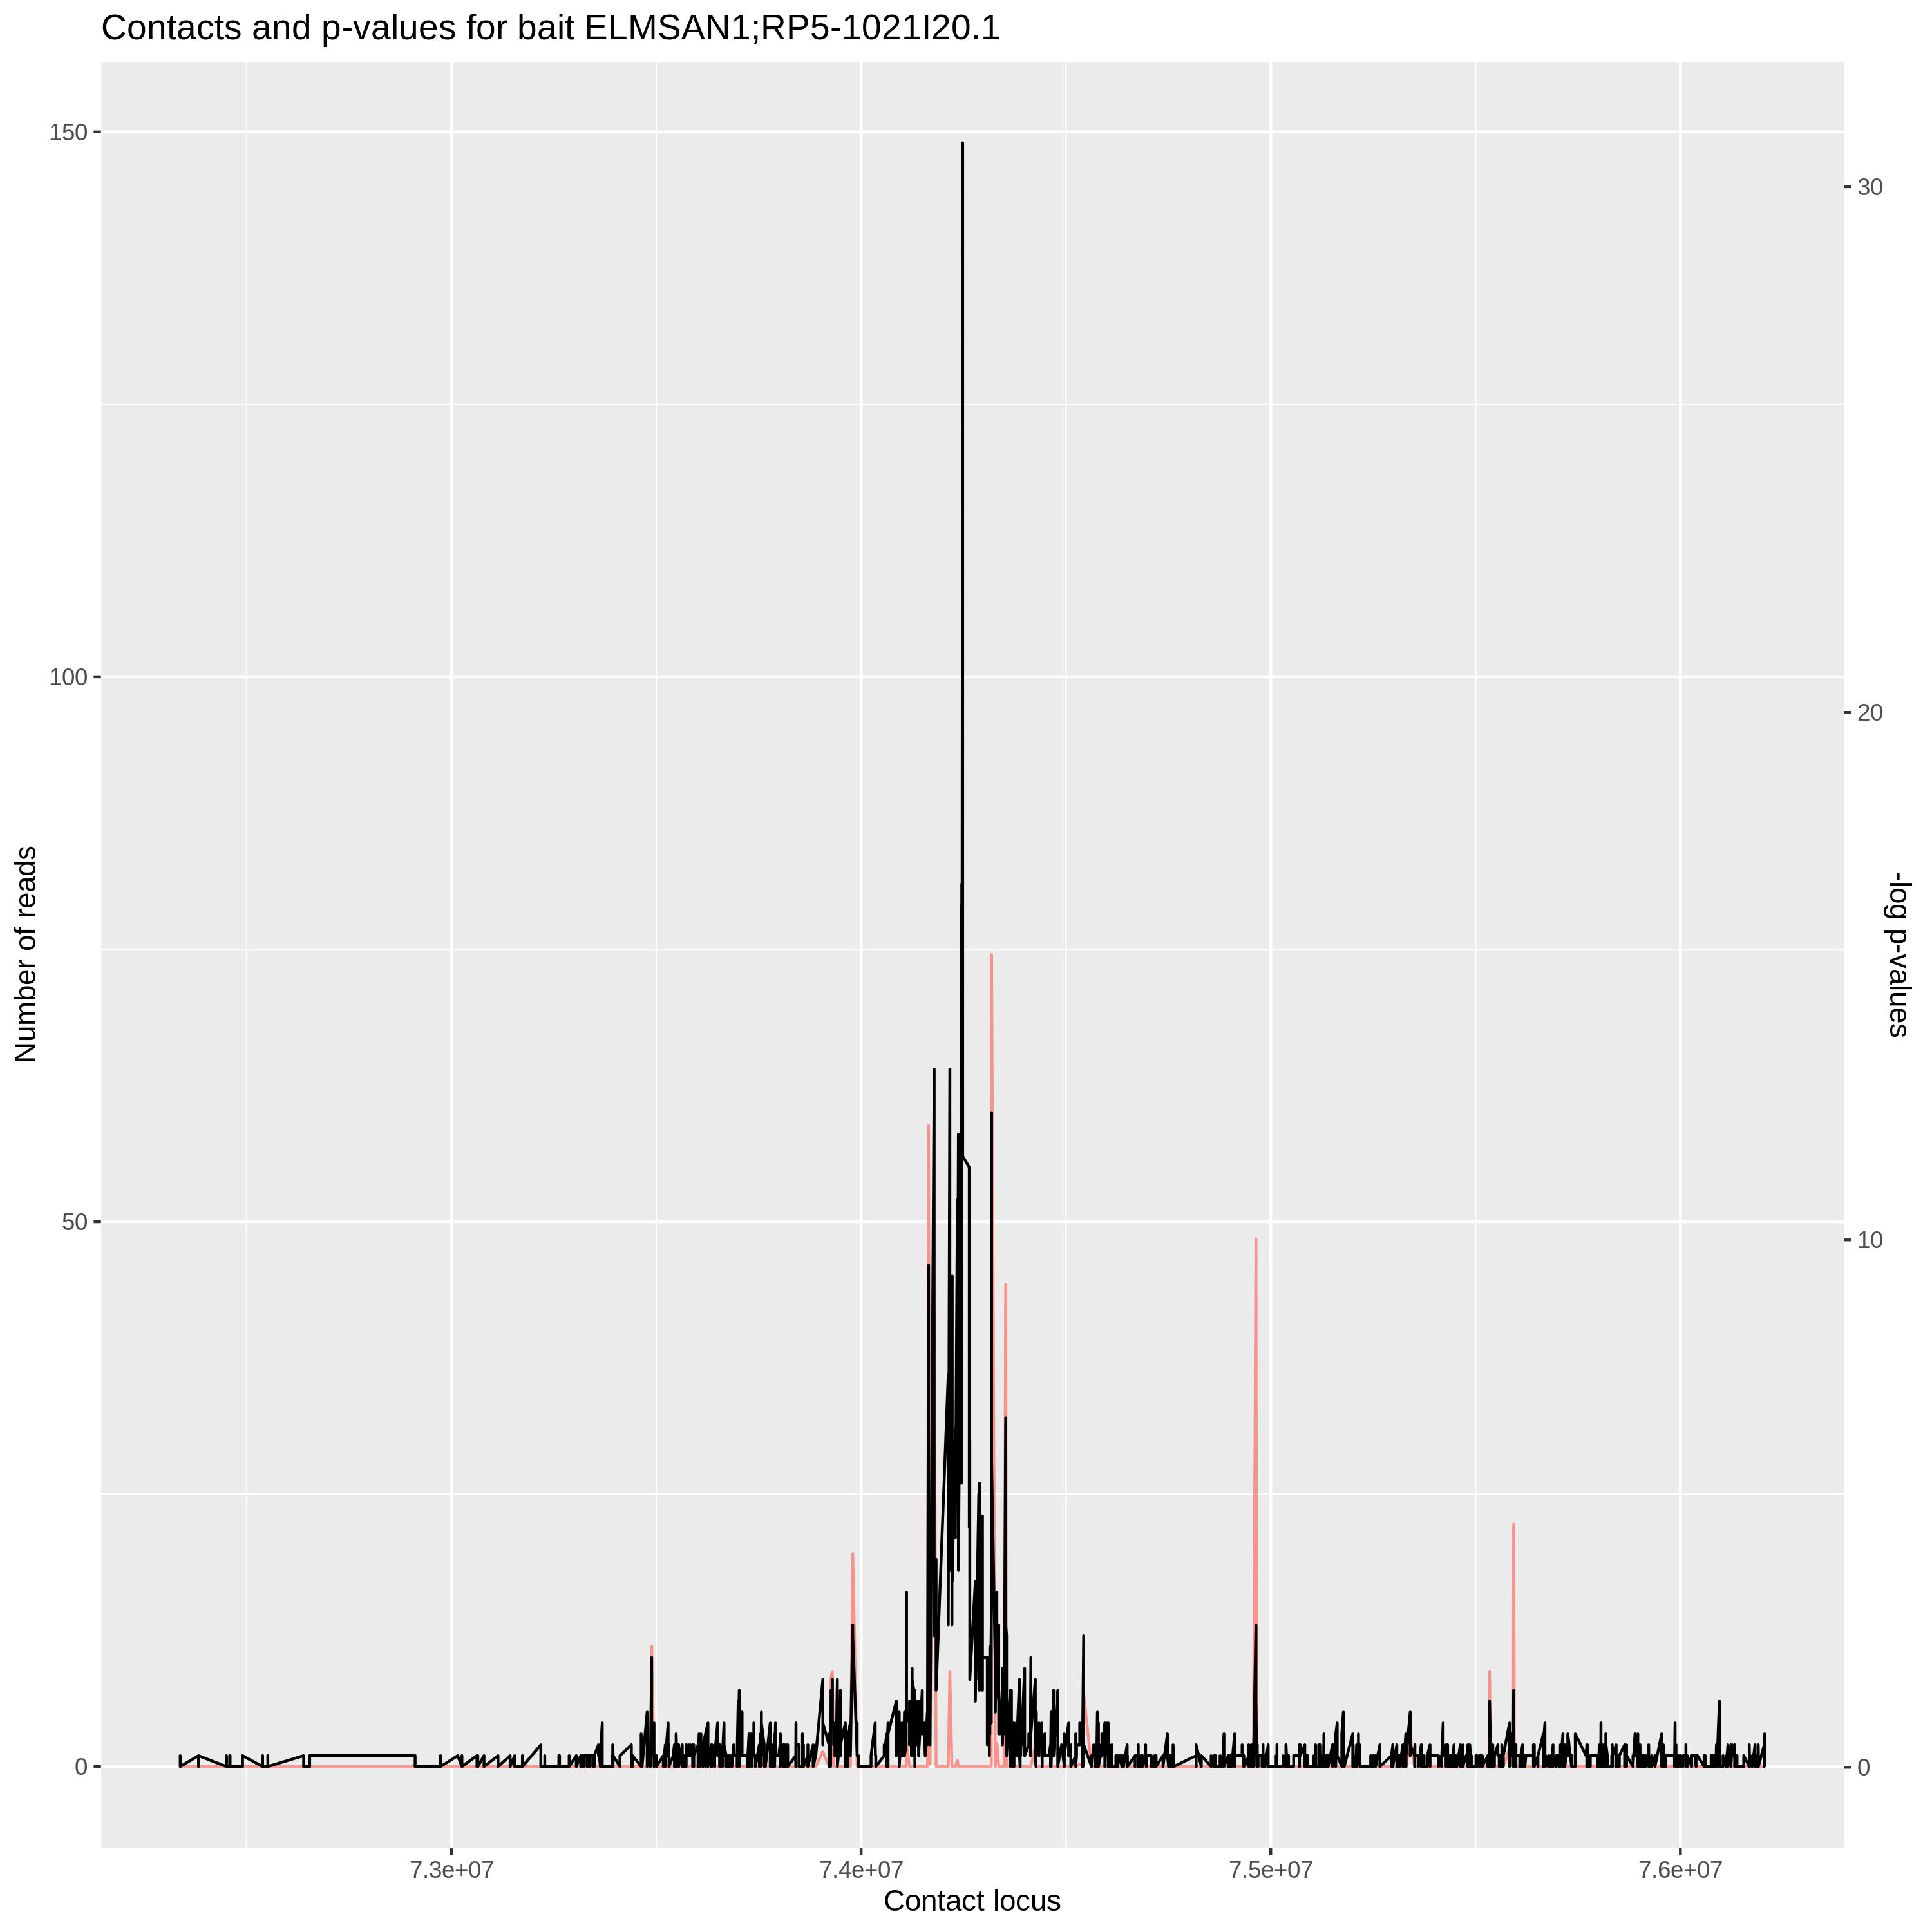 Contacts and p-values for bait ELMSAN1;RP5-1021I20.1
150
100
50
0
Number of reads
30
20
10
0
-log p-values
7.3e+07
7.4e+07
7.5e+07
7.6e+07
Contact locus